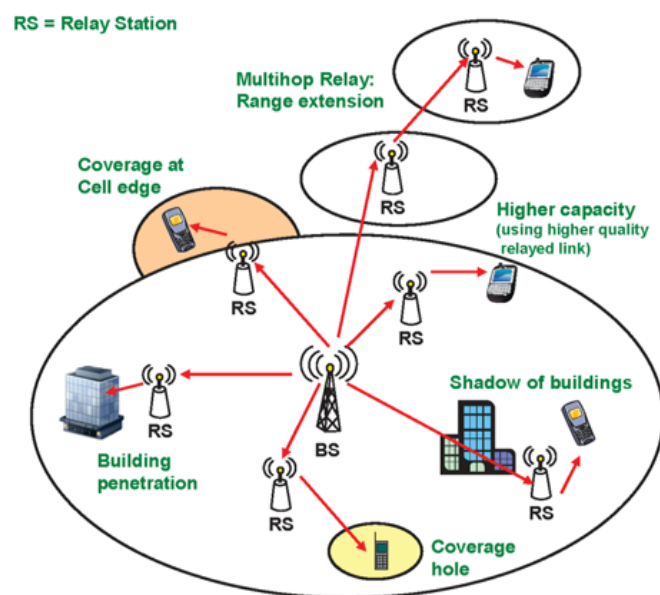 RS = Relay Station
Multihop Relay:
Range extension
RS
RS
Coverage at
Cell edge
Higher capacity
(using higher quality
relayed link)
RS
RS
RS
Building
penetration
BS
Shadow of buildings
RS
RS
Coverage
hole